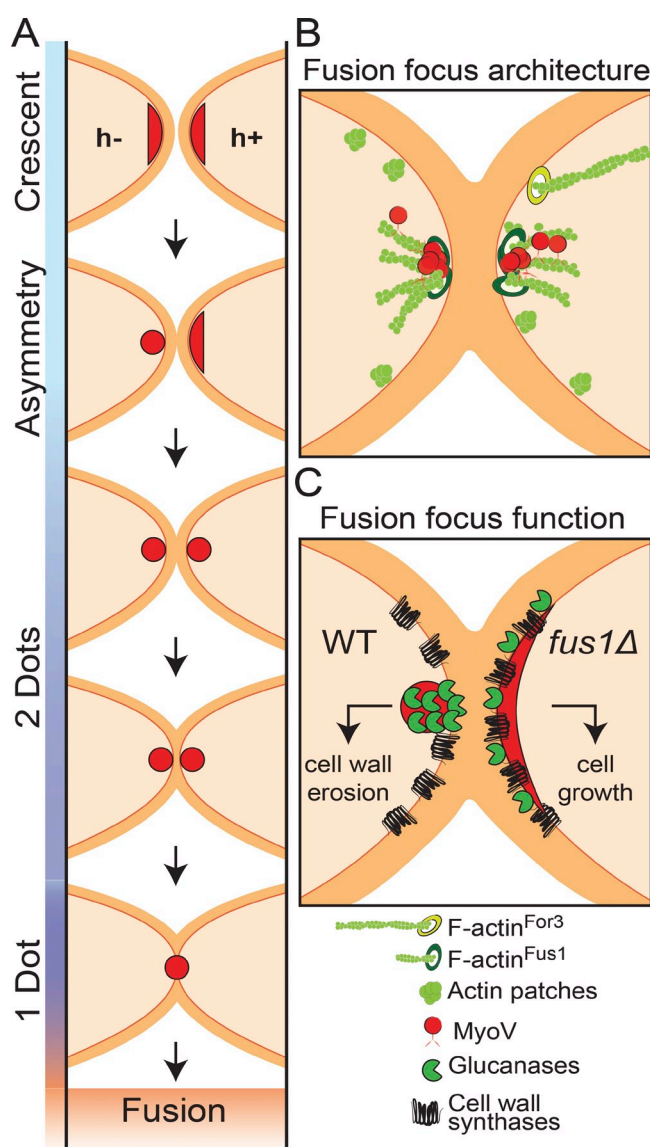 A
Crescent
h-
h+
Asymmetry
2 Dots
1 Dot
Fusion
B
Fusion focus architecture
C
Fusion focus function
WT
fus1Δ
cell wall
erosion
cell
growth
F-actinFor3
F-actinFus1
Actin patches
MyoV
Glucanases
Cell wall
synthases